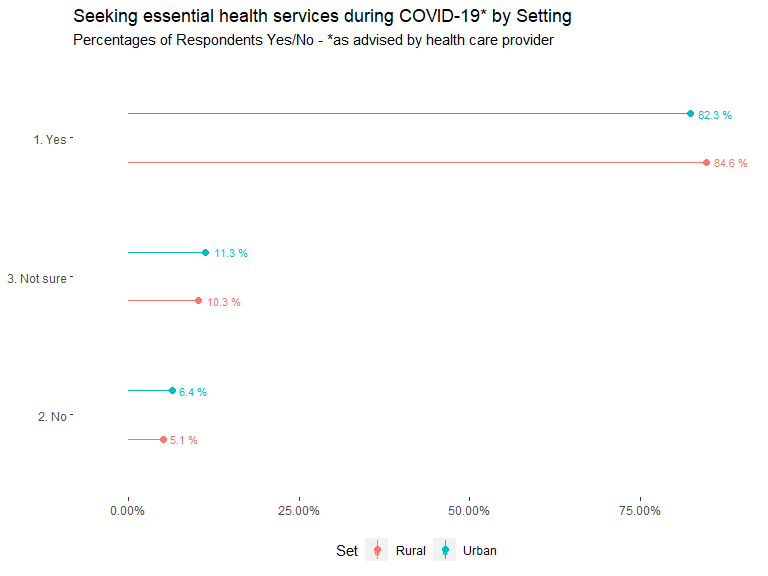 Seeking essential health services during COVID-19* by Setting
Percentages of Respondents Yes/No - *as advised by health care provider
82.3 %
1. Yes
84.6 %
11.3 %
3. Not sure
10.3 %
6.4 %
2. No
5.1 %
0.00% 25.00% 50.00% 75.00%
Set Rural Urban